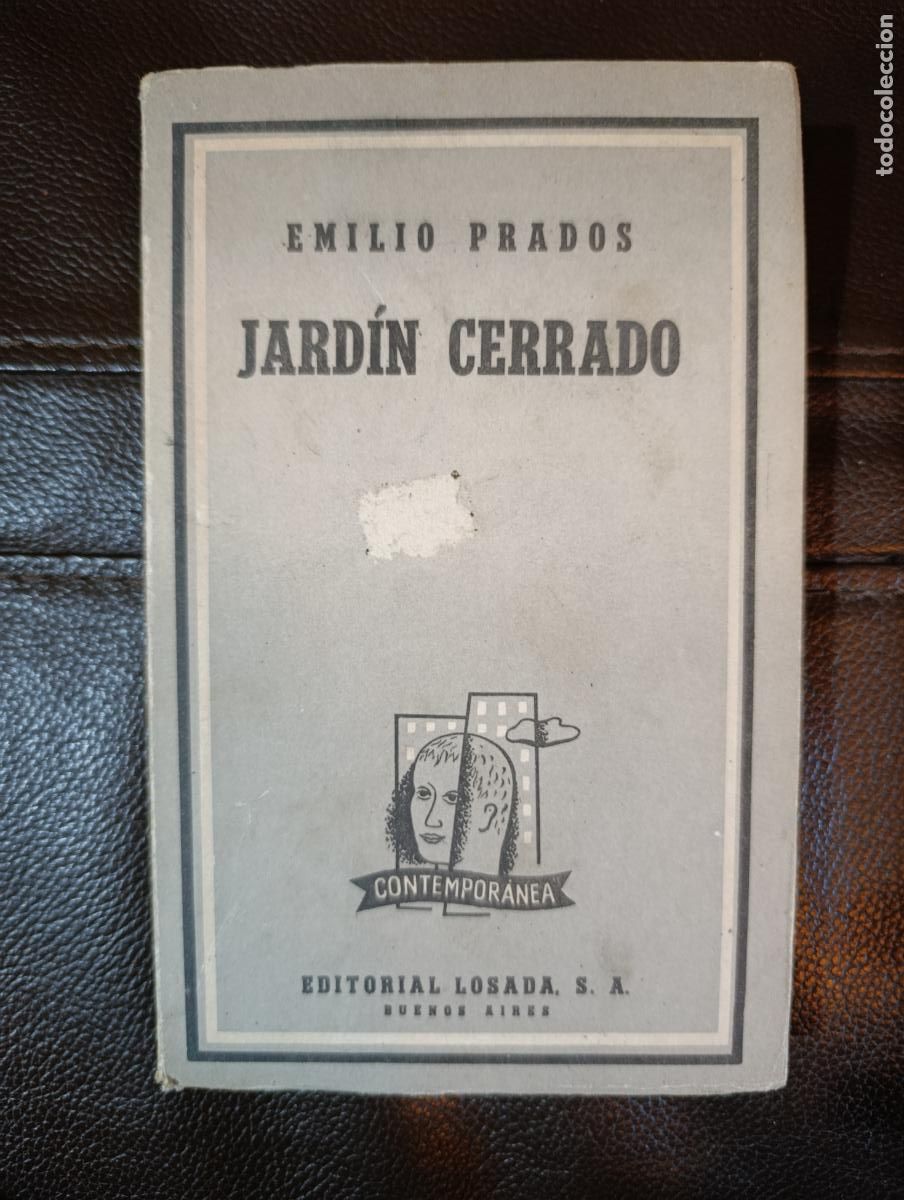 todocoleccion
EMILIO PRADOS
JARDÍN CERRADO
CONTEMPORÁNEA
EDITORIAL LOSADA, S. A.
BUENOS AIRES